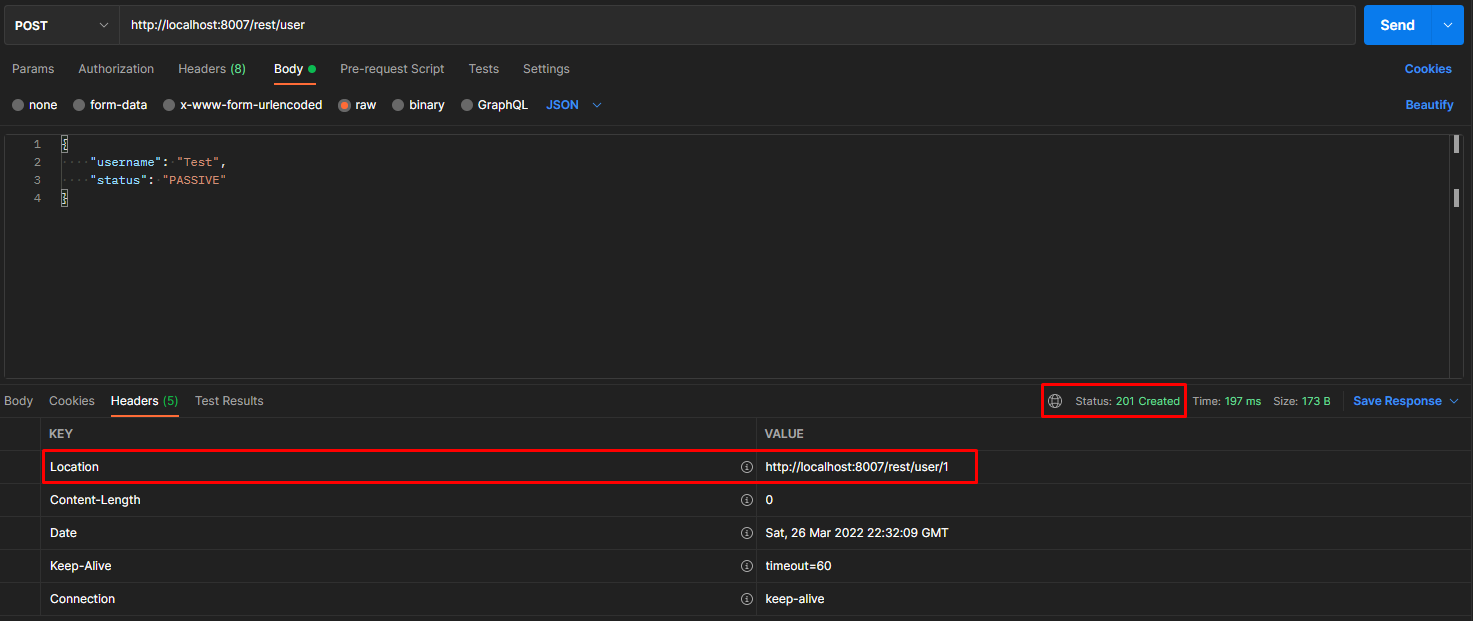 POST http://localhost:8007/rest/user Send
Params Authorization Headers (8) Body Pre-request Script Tests Settings Cookies
none form-data x-www-form-urlencoded raw binary GraphQL JSON Beautify
1 {
2 "username": "Test",
3 "status": "PASSIVE"
4 }
Body Cookies Headers (5) Test Results Status: 201 Created Time: 197 ms Size: 173 B Save Response
KEY VALUE
Location http://localhost:8007/rest/user/1
Content-Length 0
Date Sat, 26 Mar 2022 22:32:09 GMT
Keep-Alive timeout=60
Connection keep-alive